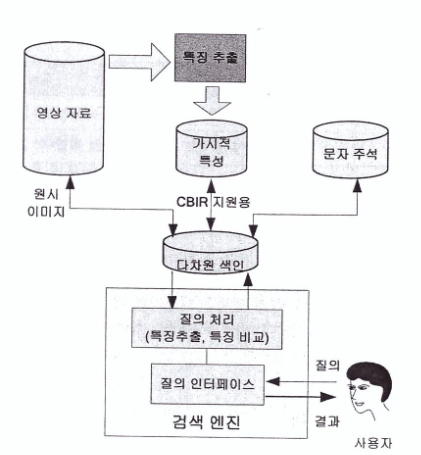 특징 추출
영상 자료
가시적
특성
문자 주석
원시
이미지
CBIR 지원용
다차원 색인
질의 처리
(특징추출, 특징 비교)
질의 인터페이스
질의
결과
검색 엔진
사용자